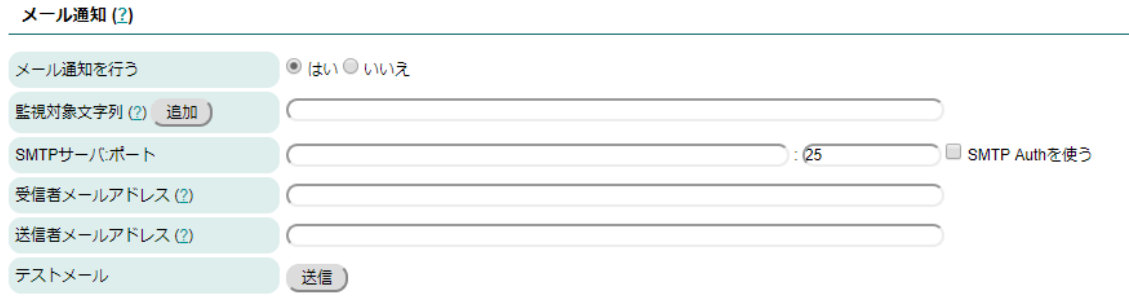 メール通知 (?)
メール通知を行う はい いいえ
監視対象文字列 (?) 追加
SMTPサーバ:ポート : 25 SMTP Authを使う
受信者メールアドレス (?)
送信者メールアドレス (?)
テストメール 送信